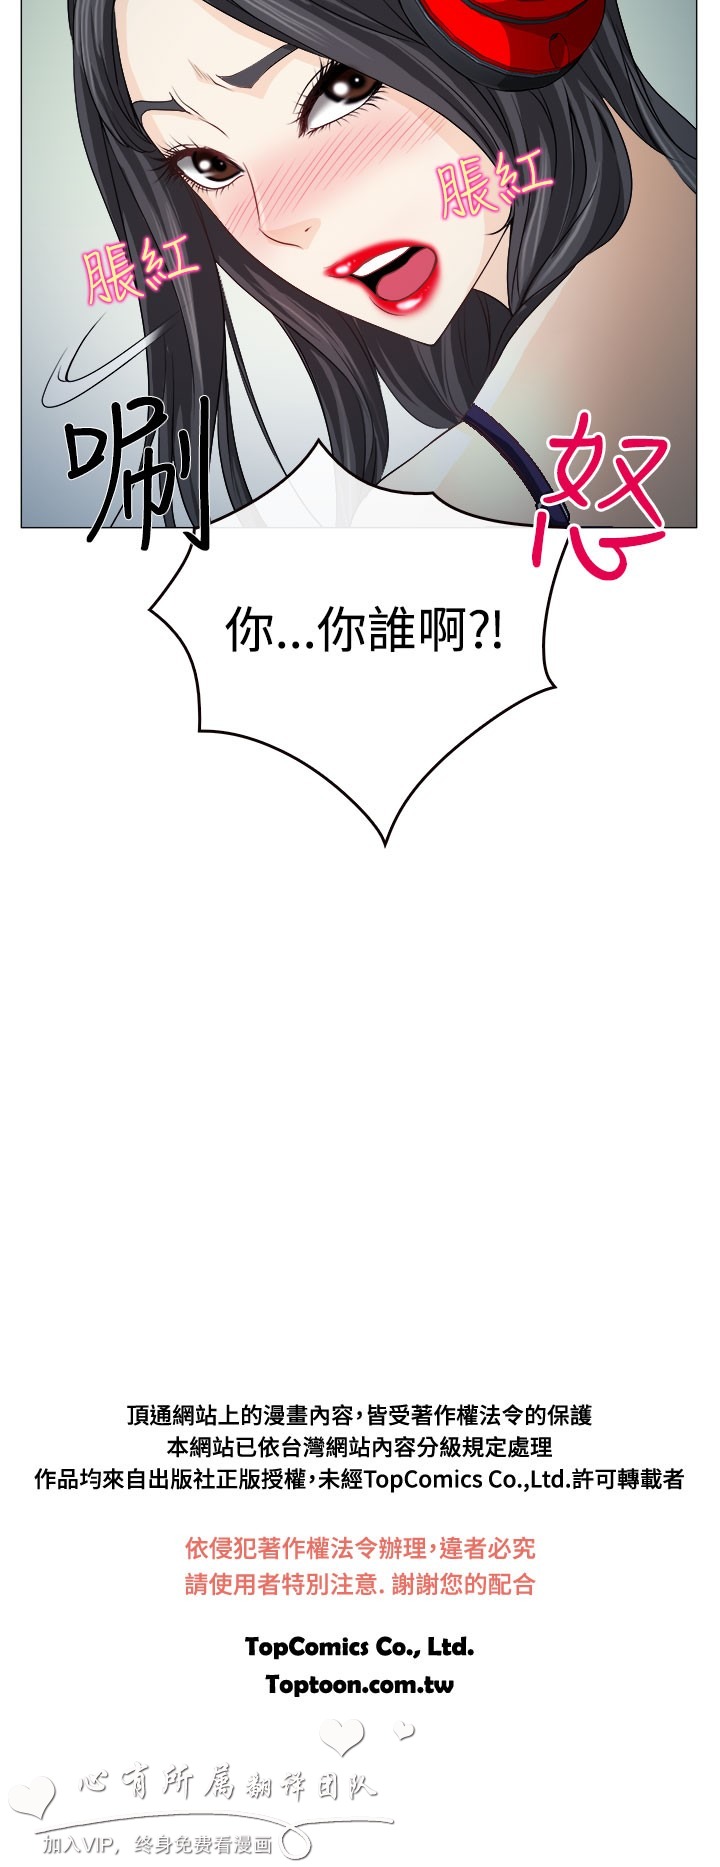 脹紅
脹紅
唰
怒
你…你誰啊?!
頂通網站上的漫畫內容，皆受著作權法令的保護
本網站已依台灣網站內容分級規定處理
作品均來自出版社正版授權，未經TopComics Co.,Ltd.許可轉載者
依侵犯著作權法令辦理，違者必究
請使用者特別注意. 謝謝您的配合
TopComics Co., Ltd.
Toptoon.com.tw
心有所属翻译团队
加入VIP，终身免费看漫画